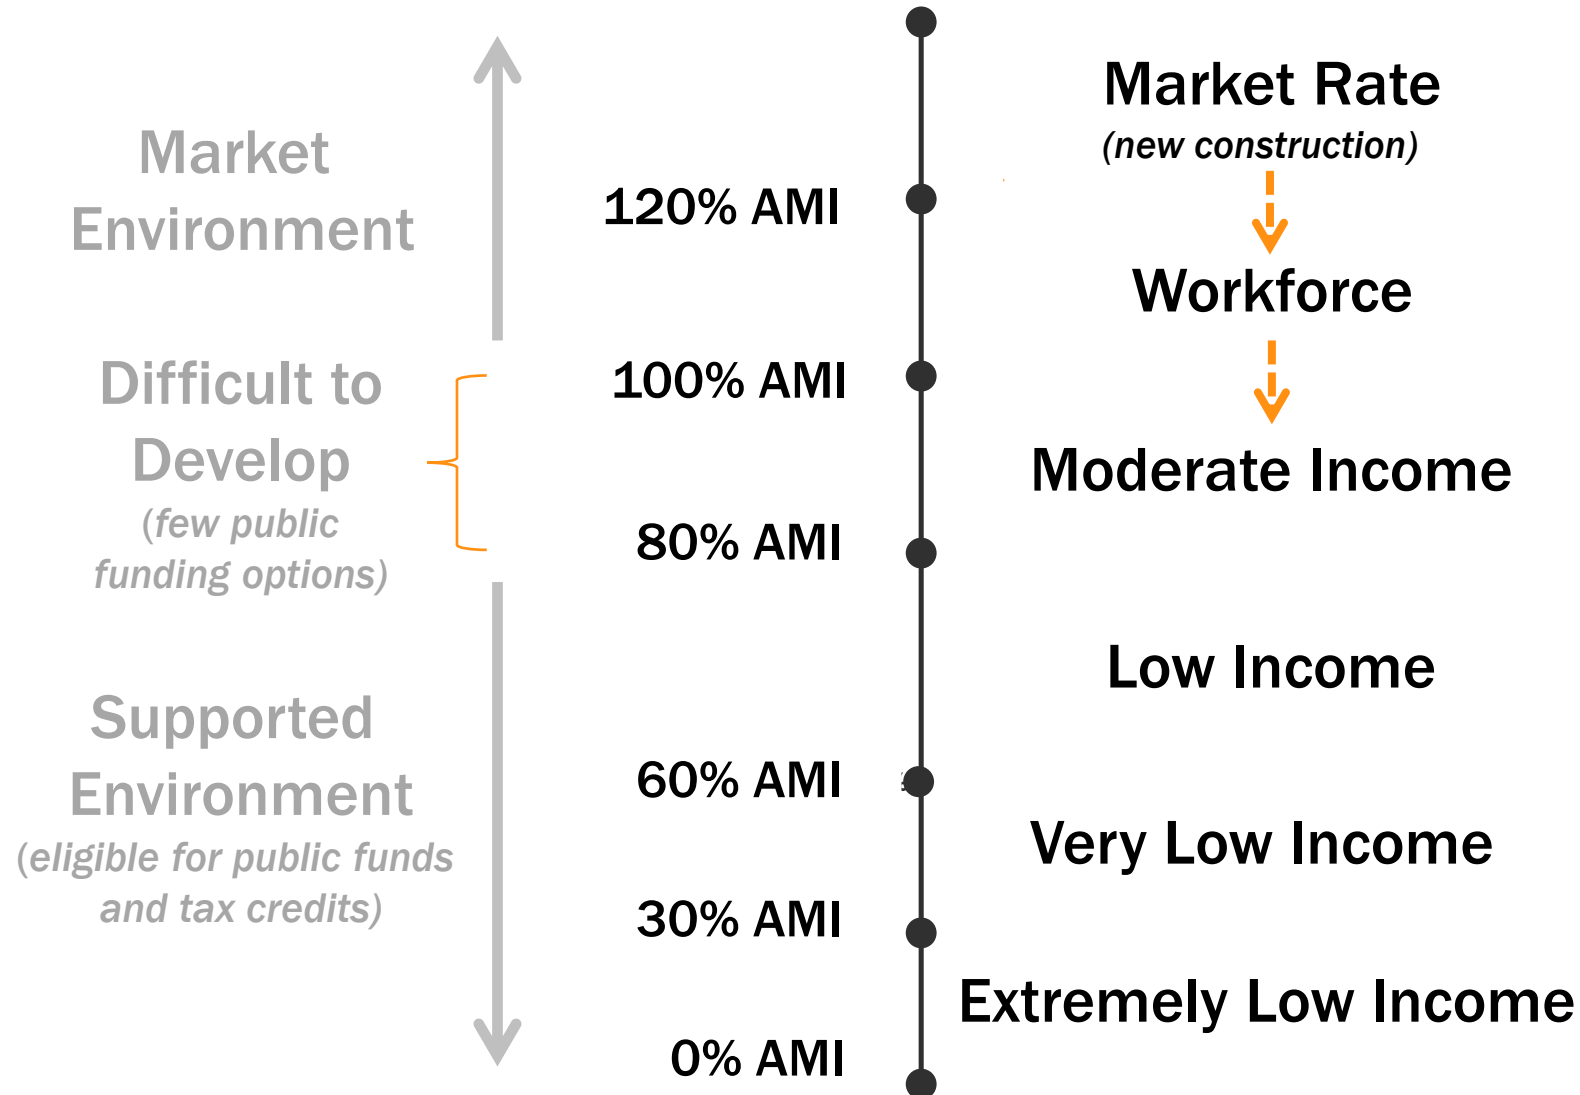 Market
Environment
Difficult to
Develop
(few public
funding options)
Supported
Environment
(eligible for public funds
and tax credits)
120% AMI
100% AMI
80% AMI
60% AMI
30% AMI
0% AMI
Market Rate
(new construction)
Workforce
Moderate Income
Low Income
Very Low Income
Extremely Low Income